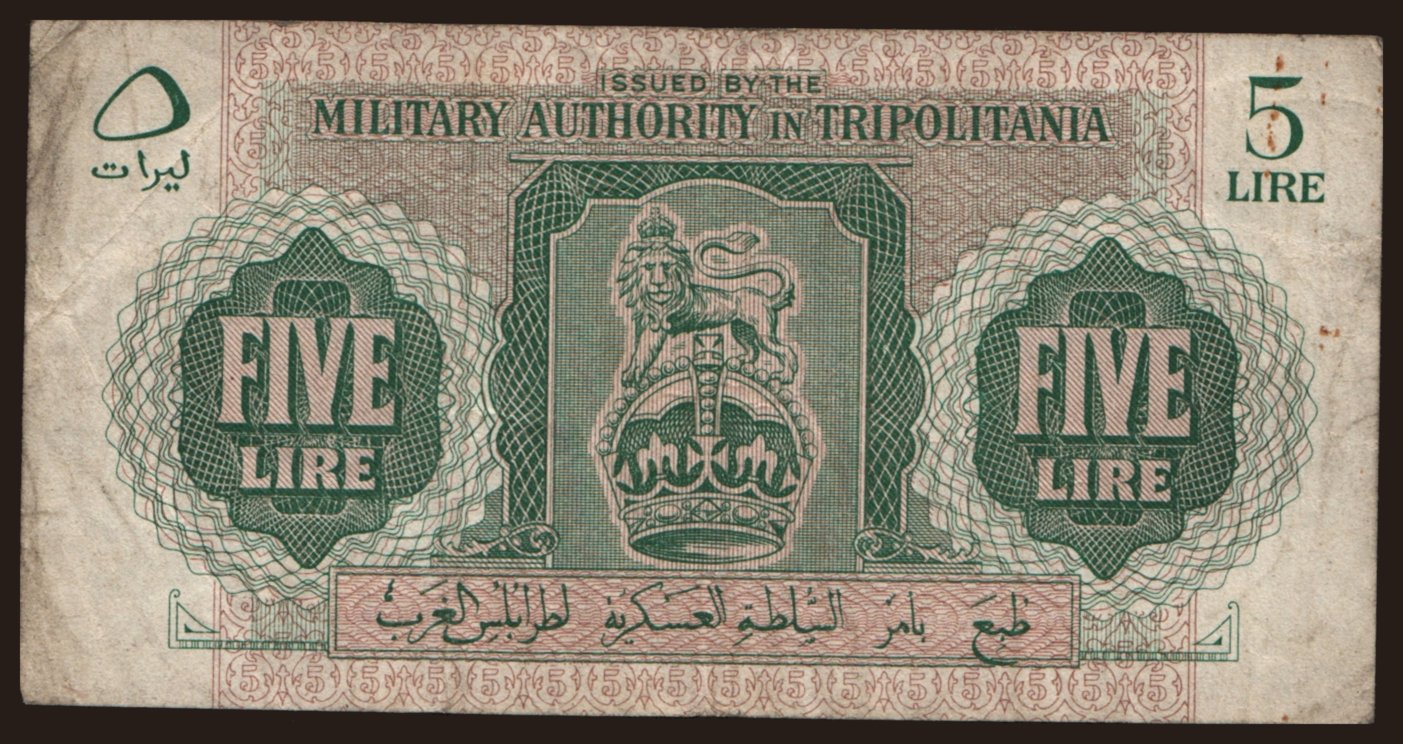 ISSUED BY THE
MILITARY AUTHORITY IN TRIPOLITANIA
٥
ليرات
5
LIRE
FIVE
LIRE
FIVE
LIRE
طبع بأمر السلطة العسكرية لطرابلس الغرب